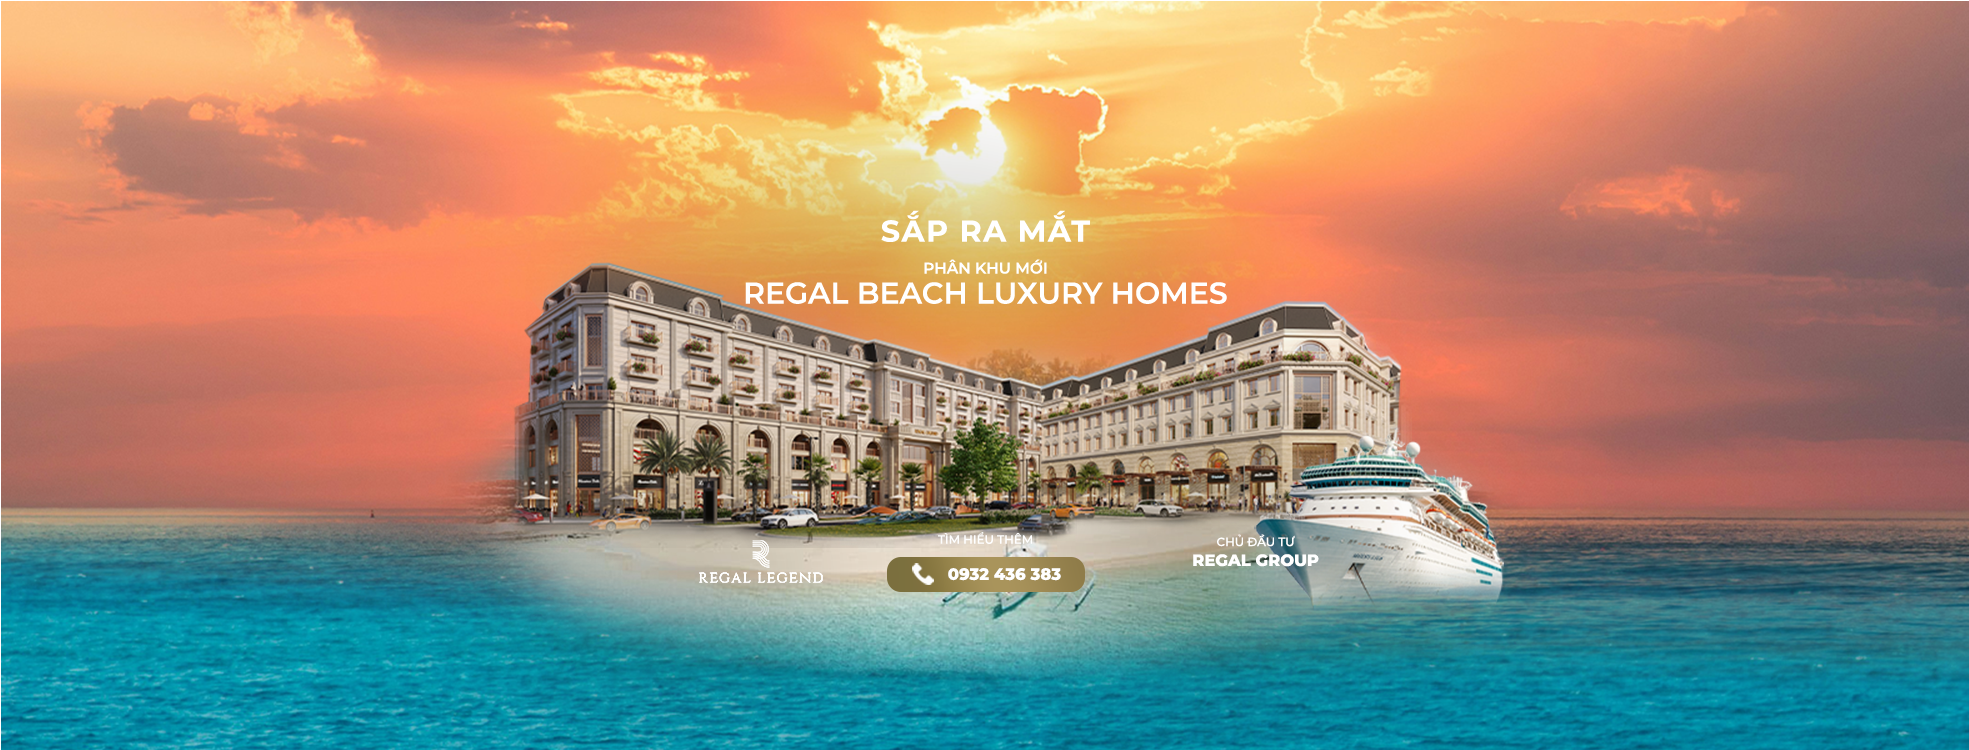 SẮP RA MẮT
PHÂN KHU MỚI
REGAL BEACH LUXURY HOMES
TÌM HIỂU THÊM
0932 436 383
REGAL LEGEND
CHỦ ĐẦU TƯ
REGAL GROUP